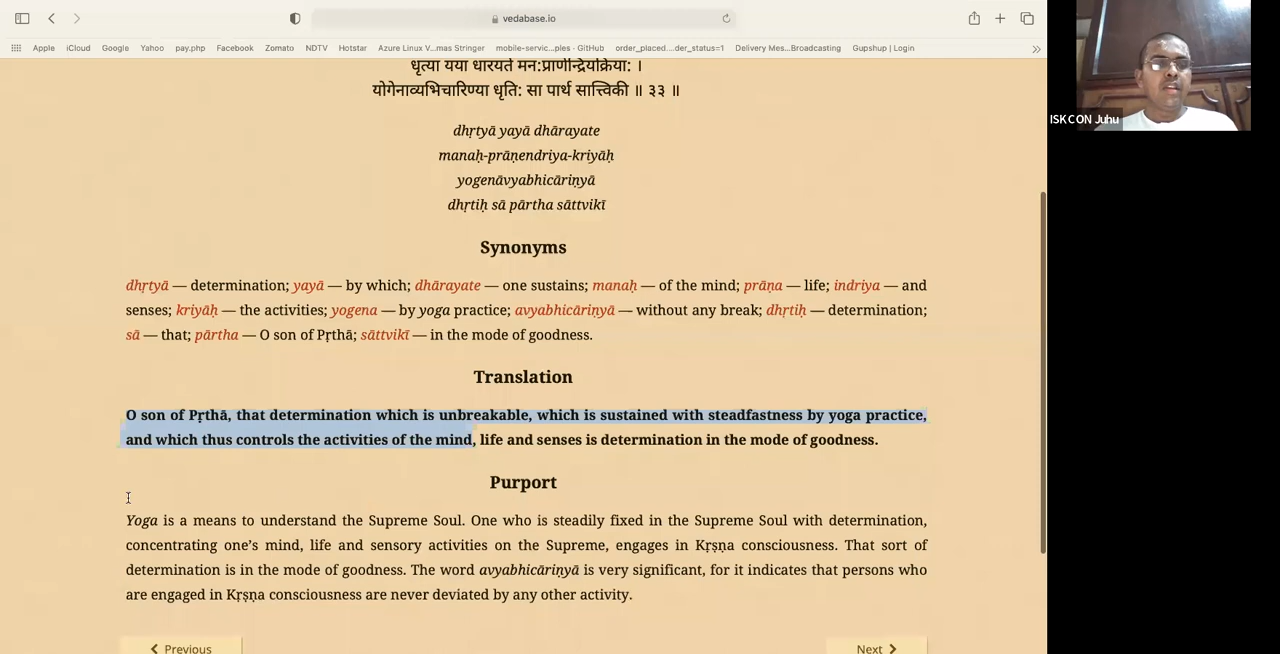 vedabase.io
Apple iCloud Google Yahoo pay.php Facebook Zomato NDTV Hotstar Azure Linux V...mas Stringer mobile-servic...ples · GitHub order_placed....der_status=1 Delivery Mes...Broadcasting Gupshup | Login
धृत्या यया धारयते मन:प्राणेन्द्रियक्रिया: ।
योगेनाव्यभिचारिण्या धृति: सा पार्थ सात्त्विकी ॥ ३३ ॥
dhṛtyā yayā dhārayate
manaḥ-prāṇendriya-kriyāḥ
yogenāvyabhicāriṇyā
dhṛtiḥ sā pārtha sāttvikī
Synonyms
dhṛtyā — determination; yayā — by which; dhārayate — one sustains; manaḥ — of the mind; prāṇa — life; indriya — and
senses; kriyāḥ — the activities; yogena — by yoga practice; avyabhicāriṇyā — without any break; dhṛtiḥ — determination;
sā — that; pārtha — O son of Pṛthā; sāttvikī — in the mode of goodness.
Translation
O son of Pṛthā, that determination which is unbreakable, which is sustained with steadfastness by yoga practice,
and which thus controls the activities of the mind, life and senses is determination in the mode of goodness.
Purport
Yoga is a means to understand the Supreme Soul. One who is steadily fixed in the Supreme Soul with determination,
concentrating one's mind, life and sensory activities on the Supreme, engages in Kṛṣṇa consciousness. That sort of
determination is in the mode of goodness. The word avyabhicāriṇyā is very significant, for it indicates that persons who
are engaged in Kṛṣṇa consciousness are never deviated by any other activity.
Previous Next
ISKCON Juhu